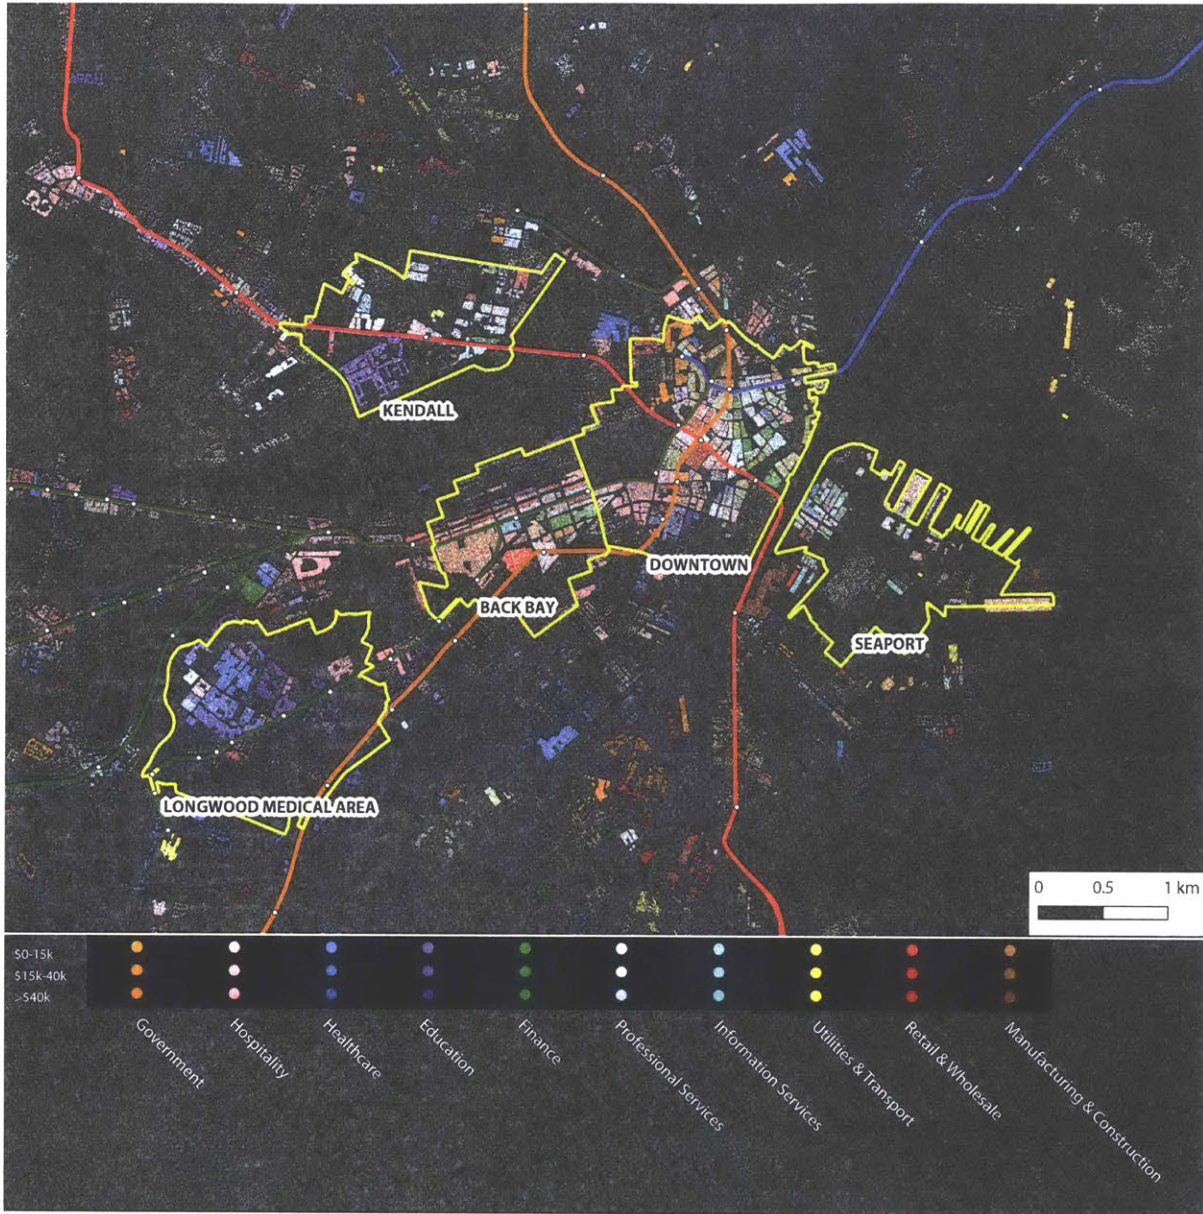 KENDALL
DOWNTOWN
BACK BAY
SEAPORT
LONGWOOD MEDICAL AREA
0 0.5 1 km
$0-15k
$15k-40k
>$40k
Government
Hospitality
Healthcare
Education
Finance
Professional Services
Information Services
Utilities & Transport
Retail & Wholesale
Manufacturing & Construction